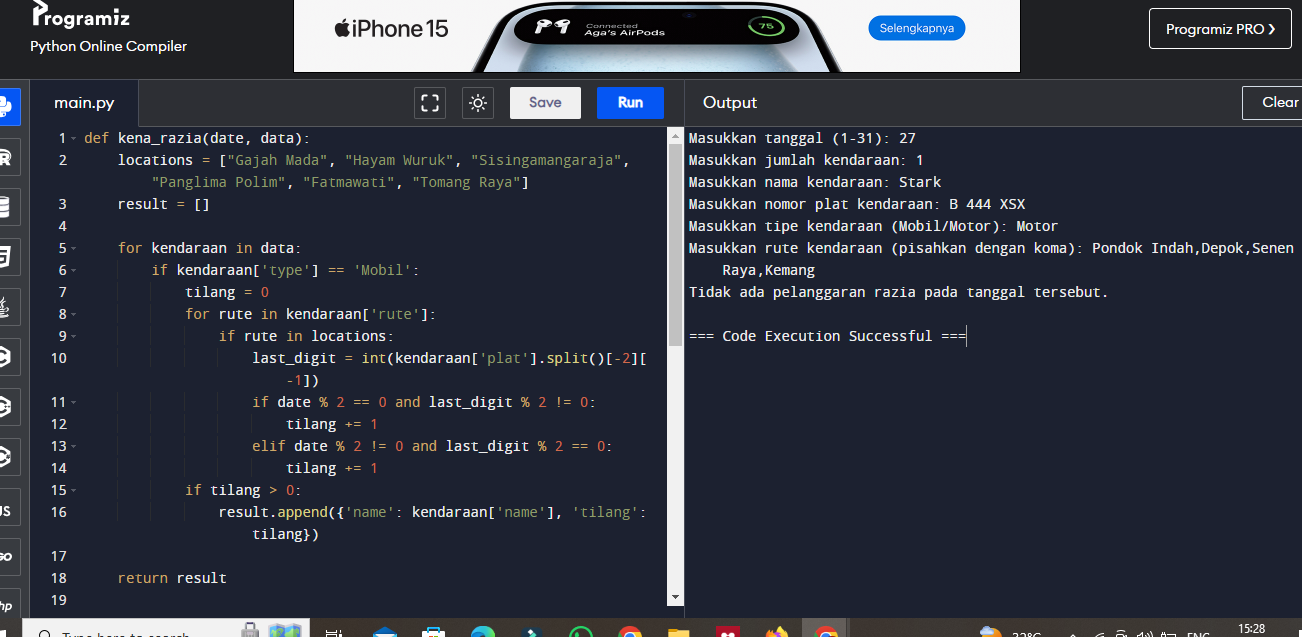 Programiz
Python Online Compiler
iPhone 15
Connected
Aga's AirPods
75
Selengkapnya
Programiz PRO ❯
main.py
Save
Run
Output
Clear
1 def kena_razia(date, data):
2 locations = ["Gajah Mada", "Hayam Wuruk", "Sisingamangaraja",
"Panglima Polim", "Fatmawati", "Tomang Raya"]
3 result = []
4
5 for kendaraan in data:
6 if kendaraan['type'] == 'Mobil':
7 tilang = 0
8 for rute in kendaraan['rute']:
9 if rute in locations:
10 last_digit = int(kendaraan['plat'].split()[-2][
-1])
11 if date % 2 == 0 and last_digit % 2 != 0:
12 tilang += 1
13 elif date % 2 != 0 and last_digit % 2 == 0:
14 tilang += 1
15 if tilang > 0:
16 result.append({'name': kendaraan['name'], 'tilang':
tilang})
17
18 return result
19
Masukkan tanggal (1-31): 27
Masukkan jumlah kendaraan: 1
Masukkan nama kendaraan: Stark
Masukkan nomor plat kendaraan: B 444 XSX
Masukkan tipe kendaraan (Mobil/Motor): Motor
Masukkan rute kendaraan (pisahkan dengan koma): Pondok Indah,Depok,Senen
Raya,Kemang
Tidak ada pelanggaran razia pada tanggal tersebut.
=== Code Execution Successful ===
Type here to search
32°C
ENG
15:28